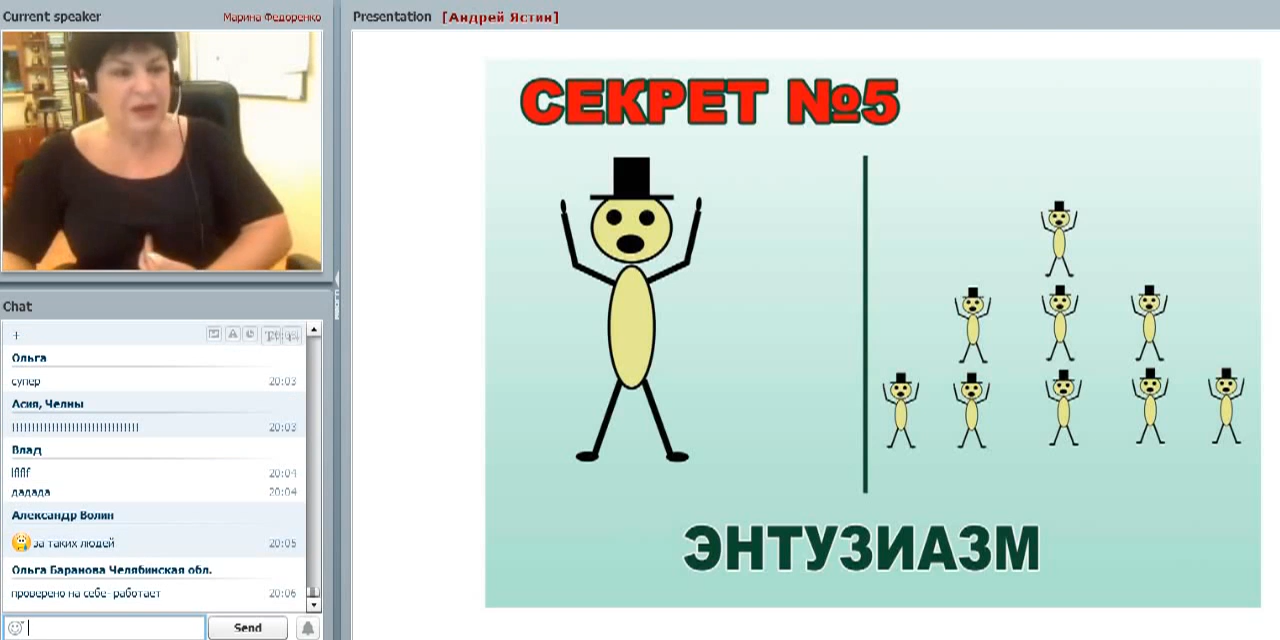 Current speaker
Марина Федоренко
Presentation [Андрей Ястин]
СЕКРЕТ №5
ЭНТУЗИАЗМ
Chat
+
Ольга
супер 20:03
Асия, Челны
!!!!!!!!!!!!!!!!!!!!!!!!!!!!!!! 20:03
Влад
20:04
дадада 20:04
Александр Волин
за таких людей 20:05
Ольга Баранова Челябинская обл.
проверено на себе- работает 20:06
Send